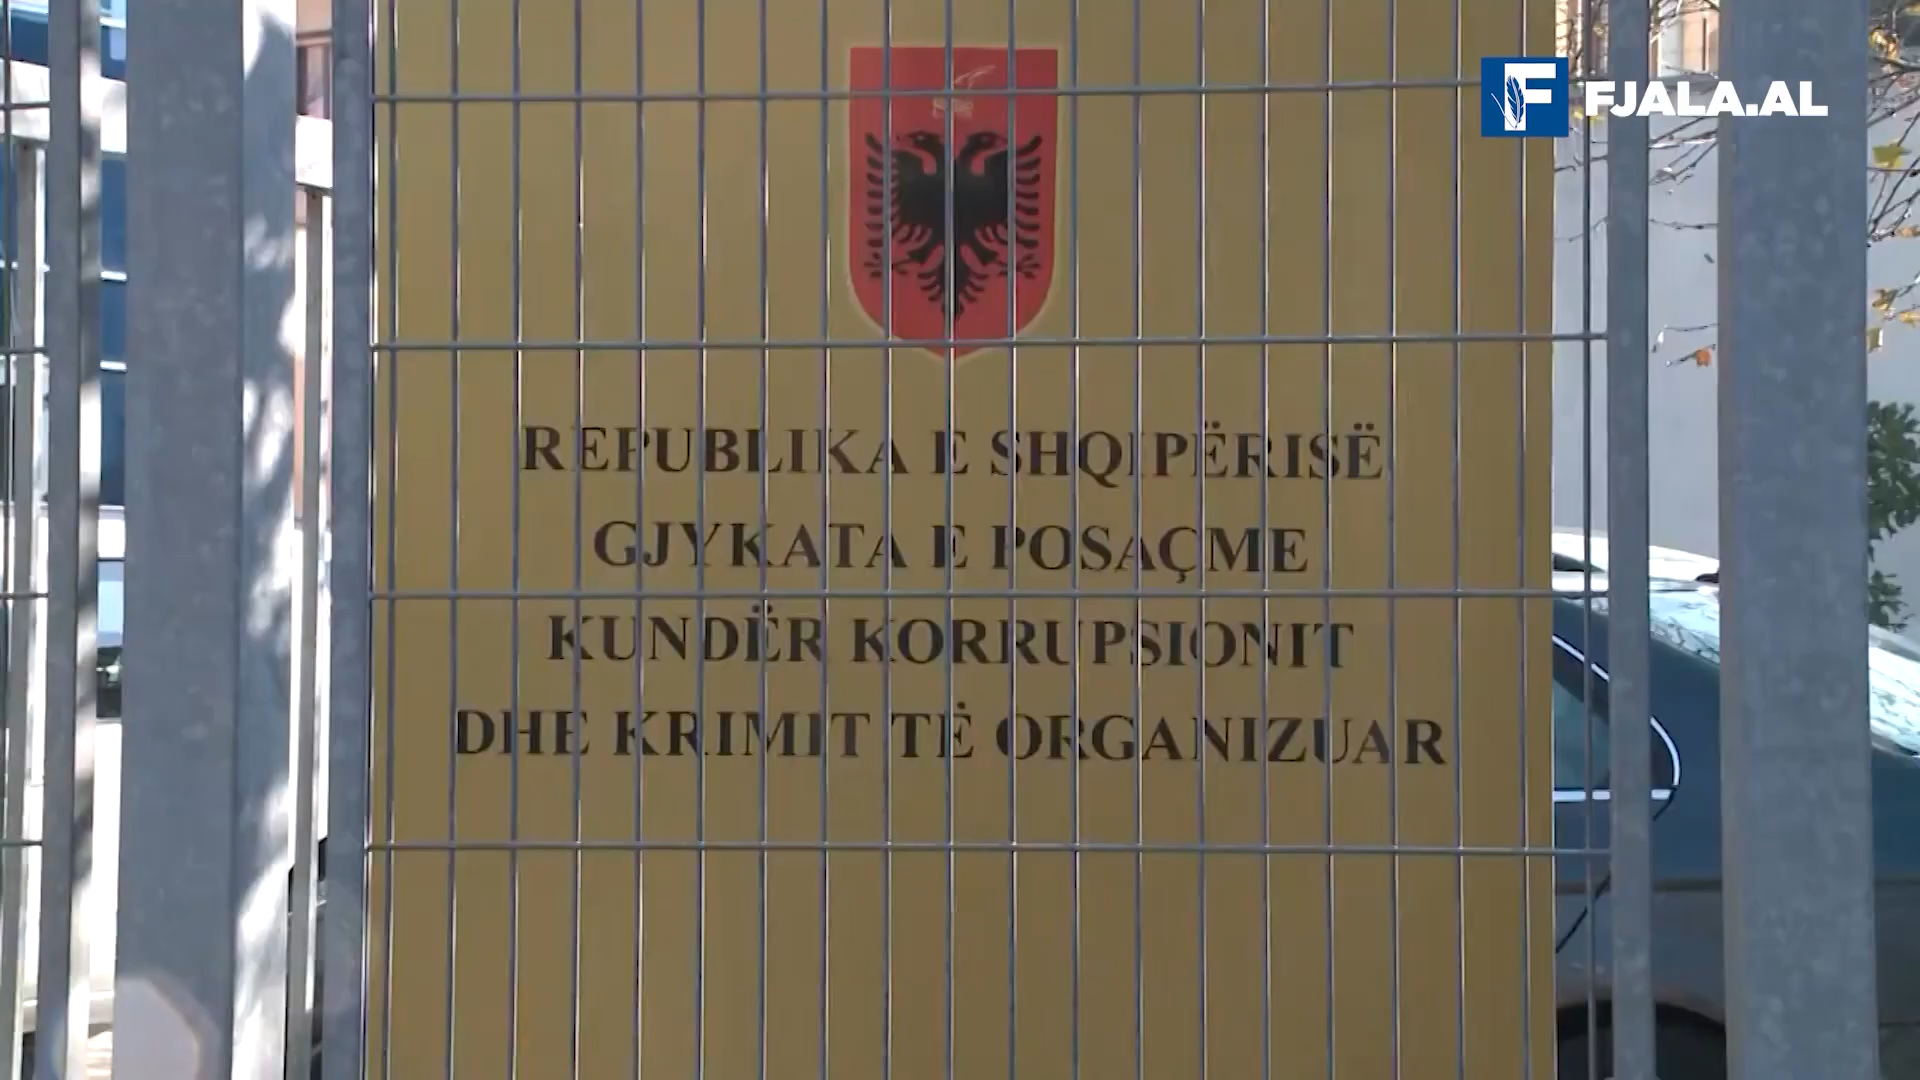 FJALA.AL
REPUBLIKA E SHQIPËRISË
GJYKATA E POSAÇME
KUNDËR KORRUPSIONIT
DHE KRIMIT TË ORGANIZUAR